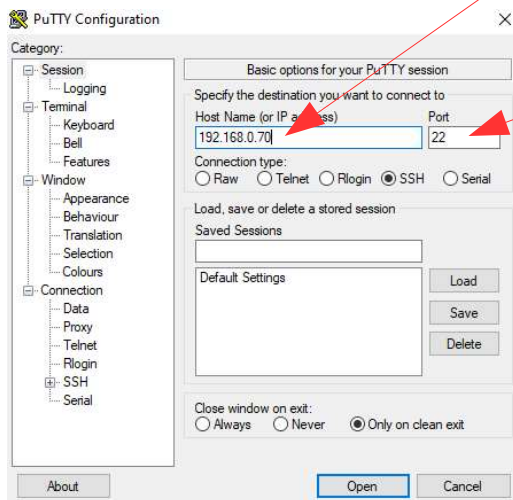 PuTTY Configuration
Category:
Session
Logging
Terminal
Keyboard
Bell
Features
Window
Appearance
Behaviour
Translation
Selection
Colours
Connection
Data
Proxy
Telnet
Rlogin
SSH
Serial
Basic options for your PuTTY session
Specify the destination you want to connect to
Host Name (or IP address) Port
192.168.0.70 22
Connection type:
Raw Telnet Rlogin SSH Serial
Load, save or delete a stored session
Saved Sessions
Default Settings
Load
Save
Delete
Close window on exit:
Always Never Only on clean exit
About Open Cancel